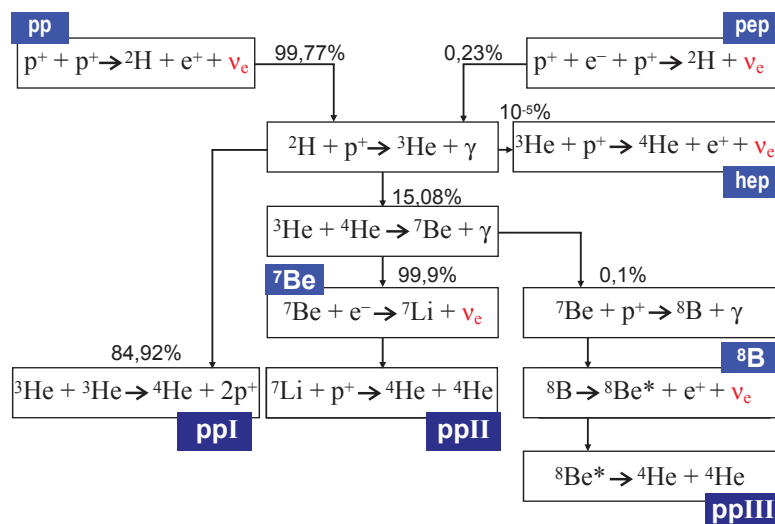 pp
pep
p⁺ + p⁺→ ²H + e⁺ + νₑ
99,77%
0,23%
p⁺ + e⁻ + p⁺→ ²H + νₑ
10⁻⁵%
²H + p⁺→ ³He + γ
³He + p⁺ → ⁴He + e⁺ + νₑ
hep
15,08%
³He + ⁴He → ⁷Be + γ
⁷Be
99,9%
0,1%
⁷Be + e⁻ → ⁷Li + νₑ
⁷Be + p⁺ → ⁸B + γ
84,92%
⁸B
³He + ³He → ⁴He + 2p⁺
⁷Li + p⁺ → ⁴He + ⁴He
⁸B → ⁸Be* + e⁺ + νₑ
ppI
ppII
⁸Be* → ⁴He + ⁴He
ppIII